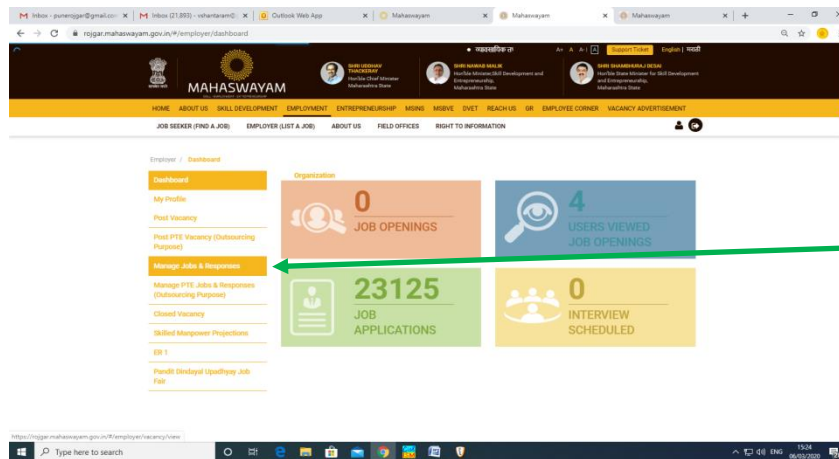 Inbox - punerojgar@gmail.com
Inbox (21,893) - vshantaram@
Outlook Web App
Mahaswayam
Mahaswayam
Mahaswayam
rojgar.mahaswayam.gov.in/#/employer/dashboard
A+ A A- | A Support Ticket English | मराठी
MAHASWAYAM
SHRI UDDHAV
THACKERAY
Hon'ble Chief Minister
Maharashtra State
SHRI NAWAB MALIK
Hon'ble Minister, Skill Development and
Entrepreneurship,
Maharashtra State
SHRI SHAMBHURAJ DESAI
Hon'ble State Minister for Skill Development
and Entrepreneurship,
Maharashtra State
HOME ABOUT US SKILL DEVELOPMENT EMPLOYMENT ENTREPRENEURSHIP MSINS MSBVE DVET REACH US GR EMPLOYEE CORNER VACANCY ADVERTISEMENT
JOB SEEKER (FIND A JOB) EMPLOYER (LIST A JOB) ABOUT US FIELD OFFICES RIGHT TO INFORMATION
Employer / Dashboard
Dashboard
My Profile
Post Vacancy
Post PTE Vacancy (Outsourcing
Purpose)
Manage Jobs & Responses
Manage PTE Jobs & Responses
(Outsourcing Purpose)
Closed Vacancy
Skilled Manpower Projections
ER 1
Pandit Dindayal Upadhyay Job
Fair
Organization
0
JOB OPENINGS
4
USERS VIEWED
JOB OPENINGS
23125
JOB
APPLICATIONS
0
INTERVIEW
SCHEDULED
https://rojgar.mahaswayam.gov.in/#/employer/vacancy/view
Type here to search
ENG
15:24
06/03/2020